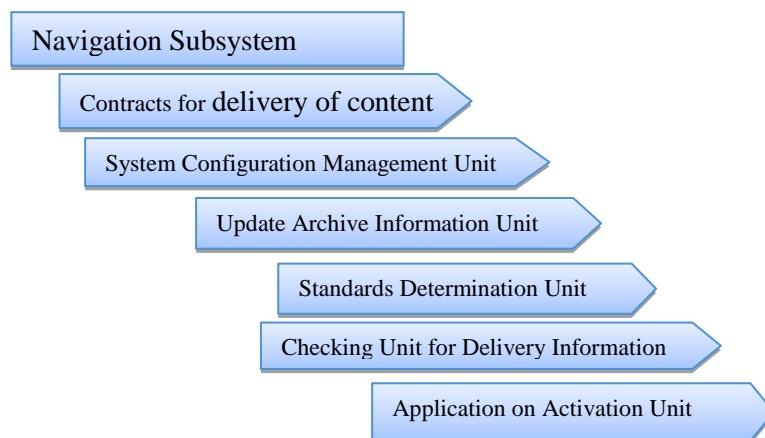 Navigation Subsystem
Contracts for delivery of content
System Configuration Management Unit
Update Archive Information Unit
Standards Determination Unit
Checking Unit for Delivery Information
Application on Activation Unit